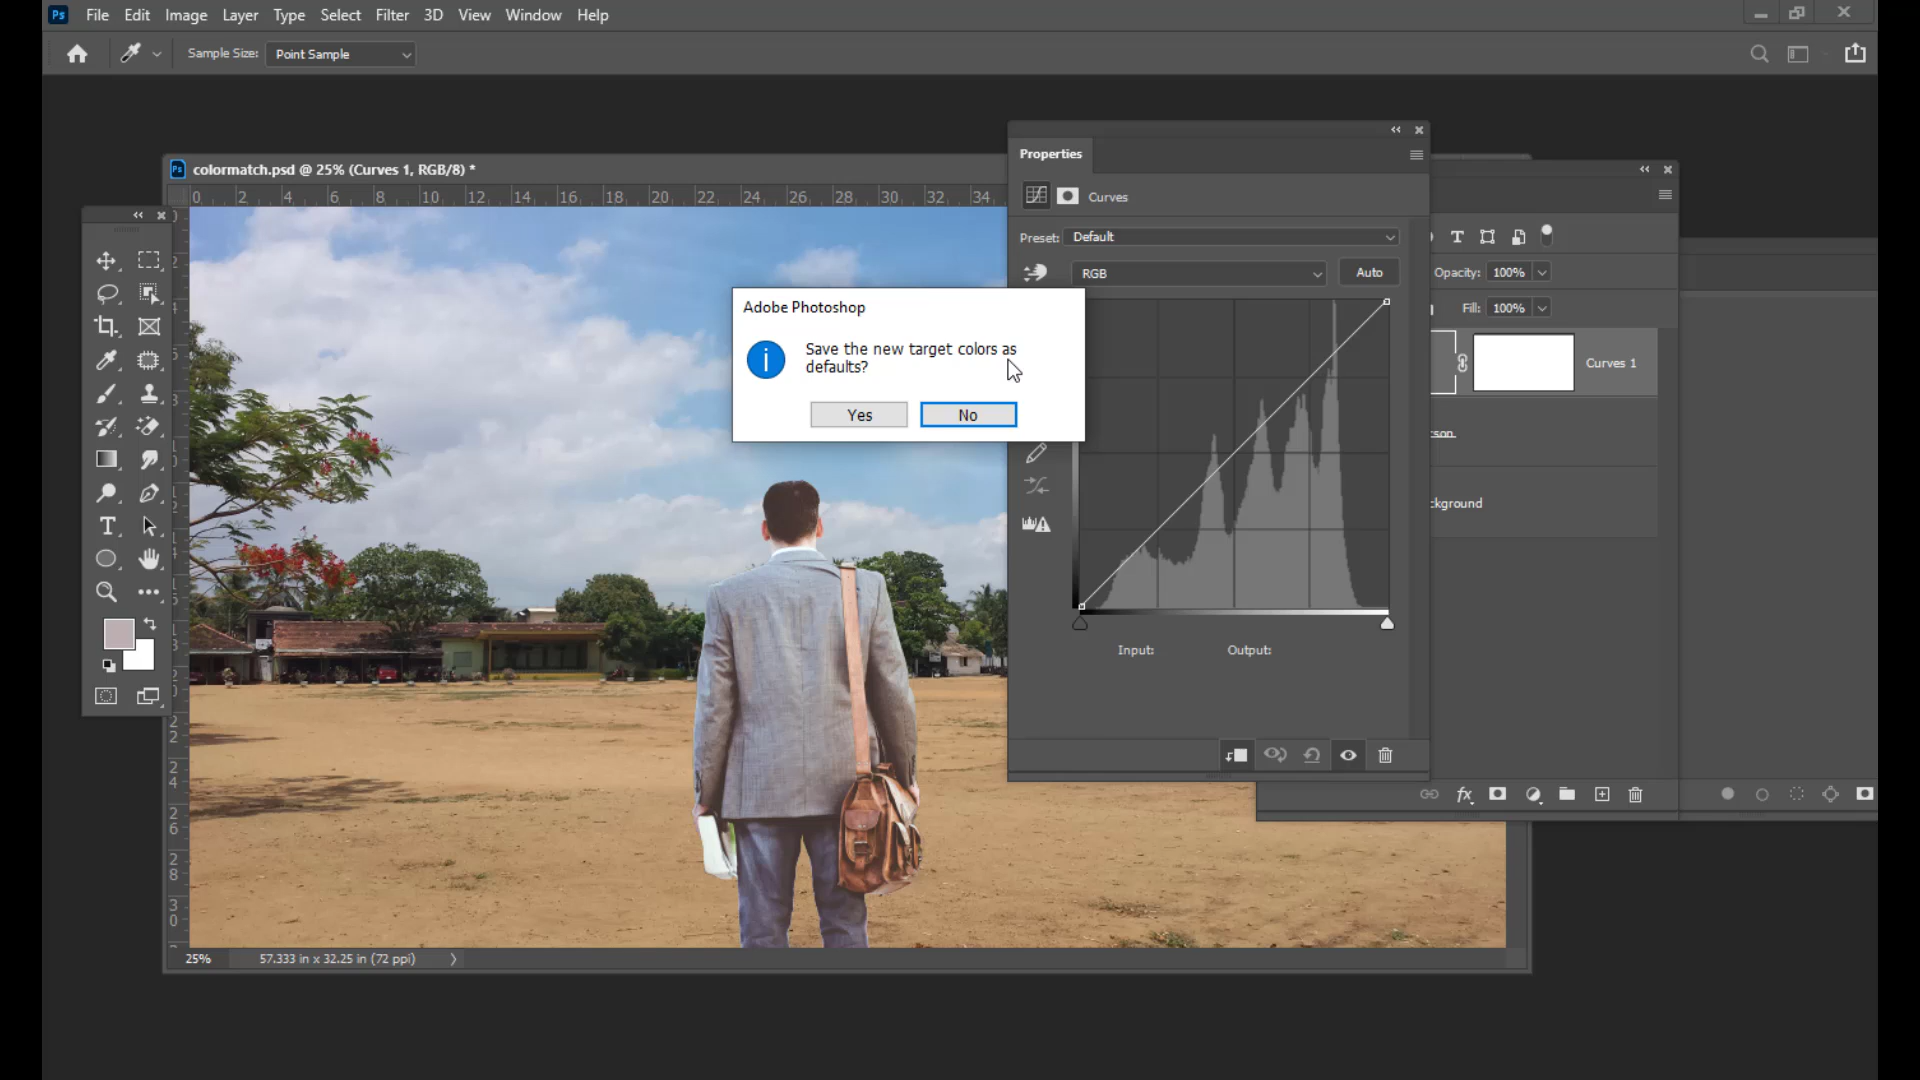 Ps File Edit Image Layer Type Select Filter 3D View Window Help
Sample Size: Point Sample
Ps colormatch.psd @ 25% (Curves 1, RGB/8) *
0 2 4 6 8 10 12 14 16 18 20 22 24 26 28 30 32 34
Properties
Curves
Preset: Default
RGB
Auto
Opacity: 100%
Fill: 100%
Curves 1
son
kground
Adobe Photoshop
Save the new target colors as
defaults?
Yes
No
T
T
Input: Output:
fx
25% 57.333 in x 32.25 in (72 ppi)